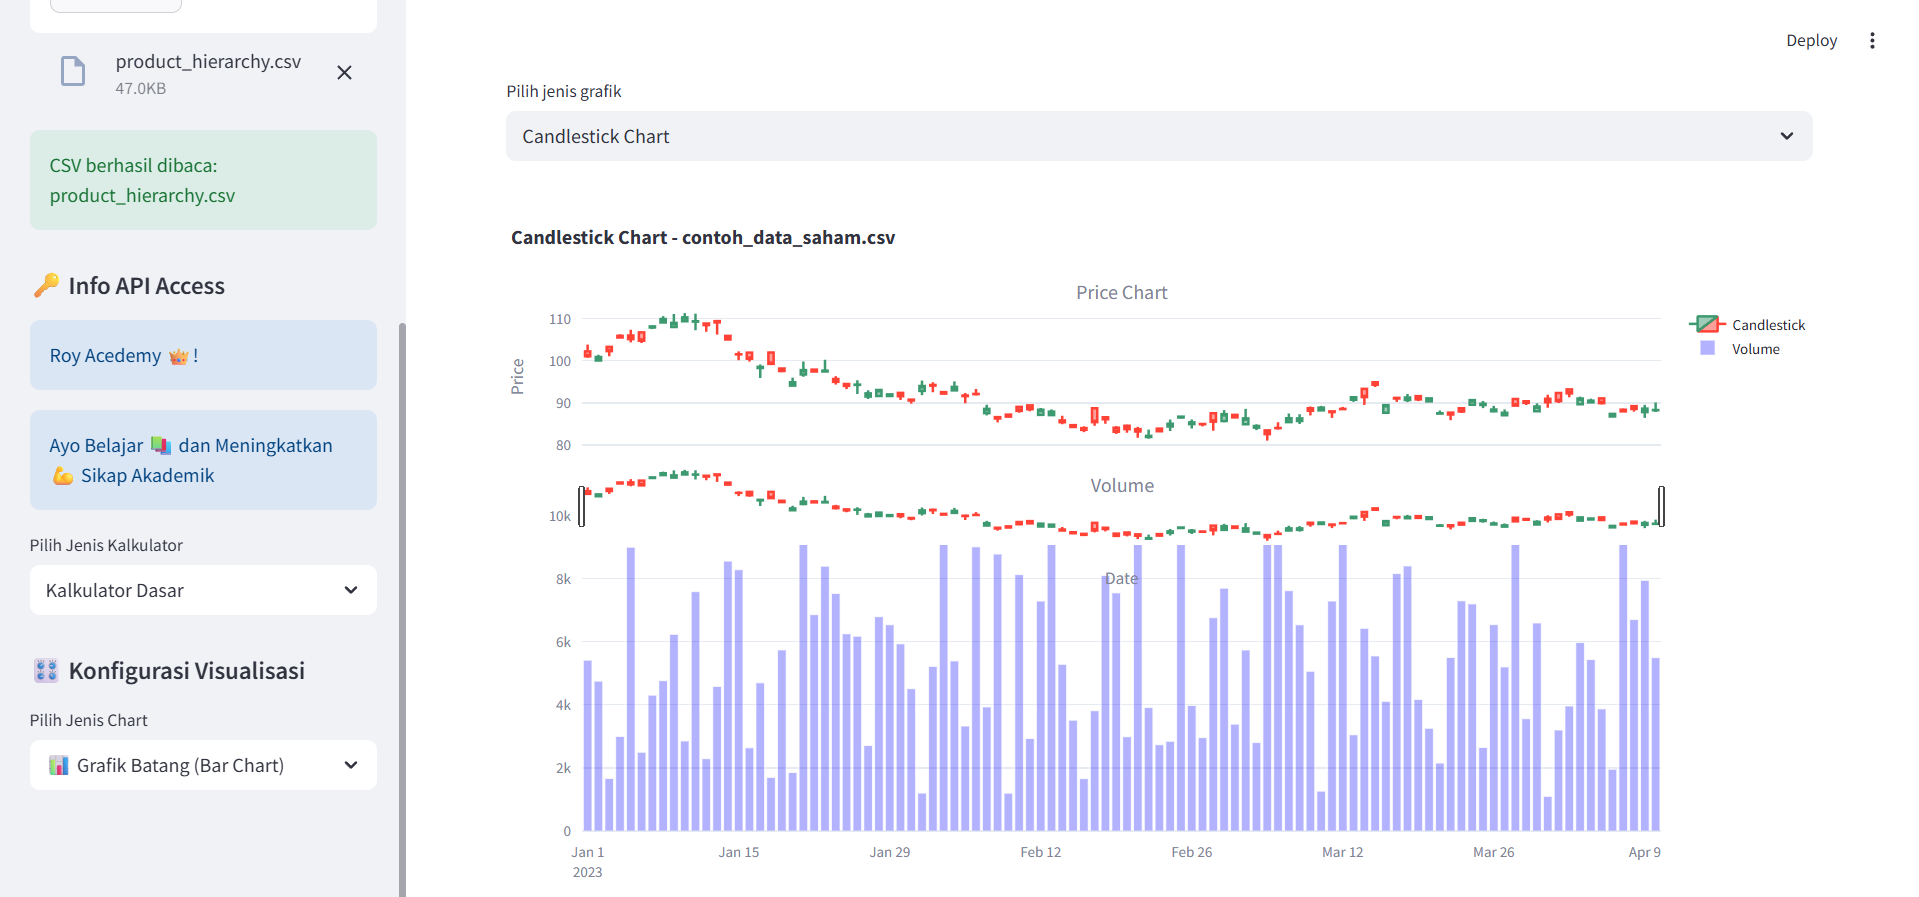 product_hierarchy.csv
47.0KB
CSV berhasil dibaca:
product_hierarchy.csv
Info API Access
Roy Acedemy !
Ayo Belajar dan Meningkatkan
Sikap Akademik
Pilih Jenis Kalkulator
Kalkulator Dasar
Konfigurasi Visualisasi
Pilih Jenis Chart
Grafik Batang (Bar Chart)
Deploy
Pilih jenis grafik
Candlestick Chart
Candlestick Chart - contoh_data_saham.csv
Price Chart
Price
110
100
90
80
Candlestick
Volume
Volume
Date
10k
8k
6k
4k
2k
0
Jan 1
2023
Jan 15
Jan 29
Feb 12
Feb 26
Mar 12
Mar 26
Apr 9